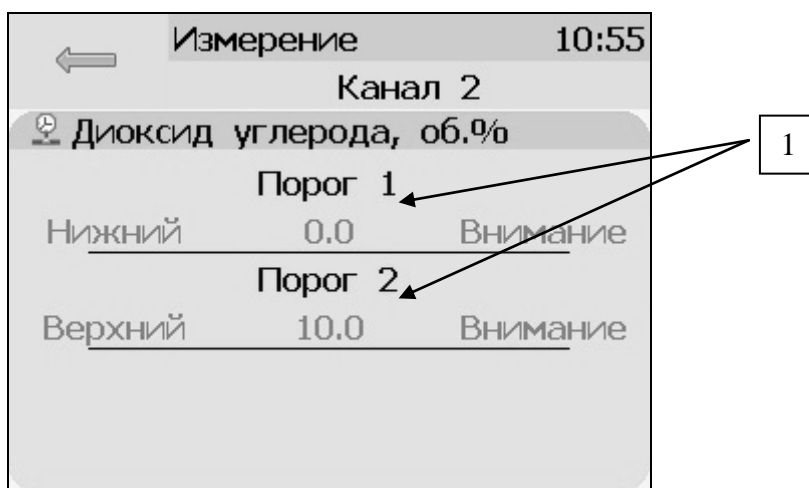 Измерение 10:55
Канал 2
Диоксид углерода, об.%
1
Порог 1
Нижний 0.0 Внимание
Порог 2
Верхний 10.0 Внимание